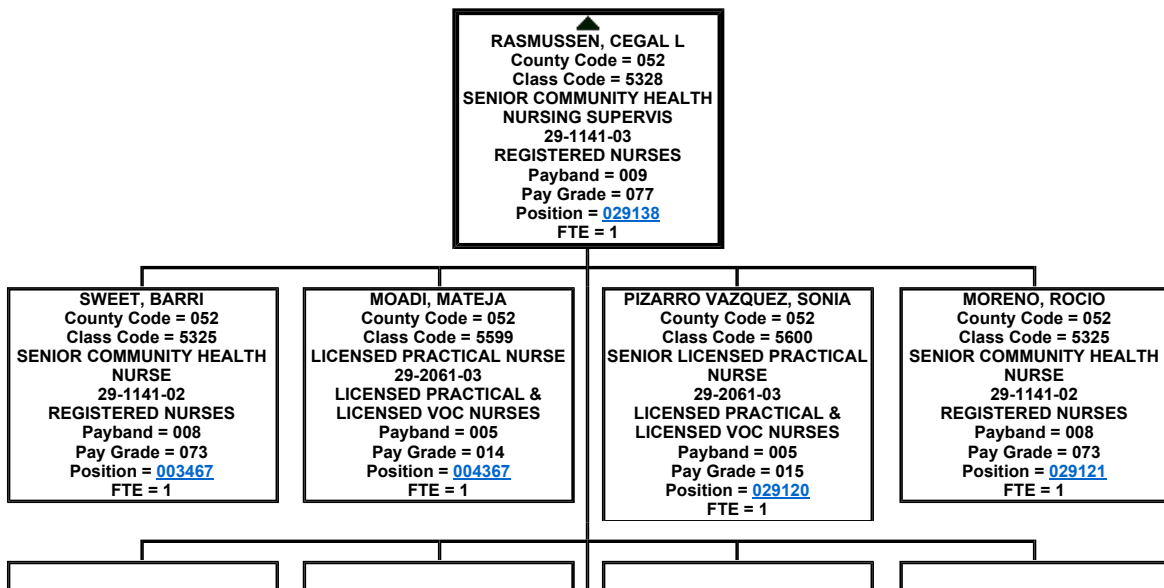 RASMUSSEN, CEGAL L
County Code = 052
Class Code = 5328
SENIOR COMMUNITY HEALTH
NURSING SUPERVIS
29-1141-03
REGISTERED NURSES
Payband = 009
Pay Grade = 077
Position = 029138
FTE = 1
SWEET, BARRI
County Code = 052
Class Code = 5325
SENIOR COMMUNITY HEALTH
NURSE
29-1141-02
REGISTERED NURSES
Payband = 008
Pay Grade = 073
Position = 003467
FTE = 1
MOADI, MATEJA
County Code = 052
Class Code = 5599
LICENSED PRACTICAL NURSE
29-2061-03
LICENSED PRACTICAL &
LICENSED VOC NURSES
Payband = 005
Pay Grade = 014
Position = 004367
FTE = 1
PIZARRO VAZQUEZ, SONIA
County Code = 052
Class Code = 5600
SENIOR LICENSED PRACTICAL
NURSE
29-2061-03
LICENSED PRACTICAL &
LICENSED VOC NURSES
Payband = 005
Pay Grade = 015
Position = 029120
FTE = 1
MORENO, ROCIO
County Code = 052
Class Code = 5325
SENIOR COMMUNITY HEALTH
NURSE
29-1141-02
REGISTERED NURSES
Payband = 008
Pay Grade = 073
Position = 029121
FTE = 1